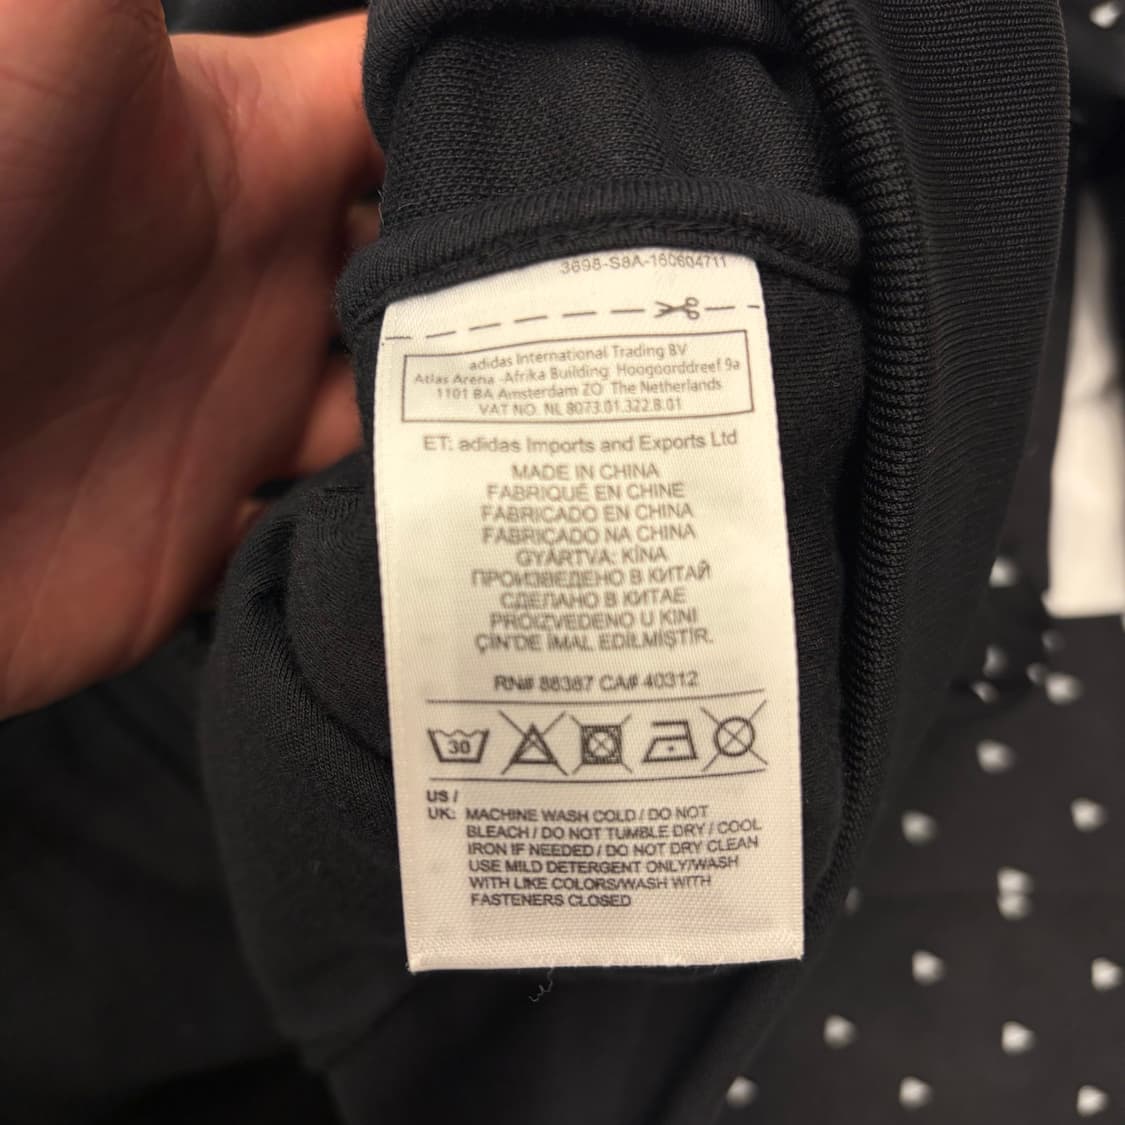 3698-S8A-160604711
adidas International Trading BV
Atlas Arena -Afrika Building Hoogoorddreef 9a
1101 BA Amsterdam ZO The Netherlands
VAT NO. NL 8073.01.322.B.01
ET: adidas Imports and Exports Ltd
MADE IN CHINA
FABRIQUÉ EN CHINE
FABRICADO EN CHINA
FABRICADO NA CHINA
GYÁRTVA: KÍNA
ПРОИЗВЕДЕНО В КИТАЙ
СДЕЛАНО В КИТАЕ
PROIZVEDENO U KINI
ÇİN'DE İMAL EDİLMİŞTİR.
RN# 88387 CA# 40312
30
US /
UK: MACHINE WASH COLD / DO NOT
BLEACH / DO NOT TUMBLE DRY / COOL
IRON IF NEEDED / DO NOT DRY CLEAN
USE MILD DETERGENT ONLY/WASH
WITH LIKE COLORS/WASH WITH
FASTENERS CLOSED